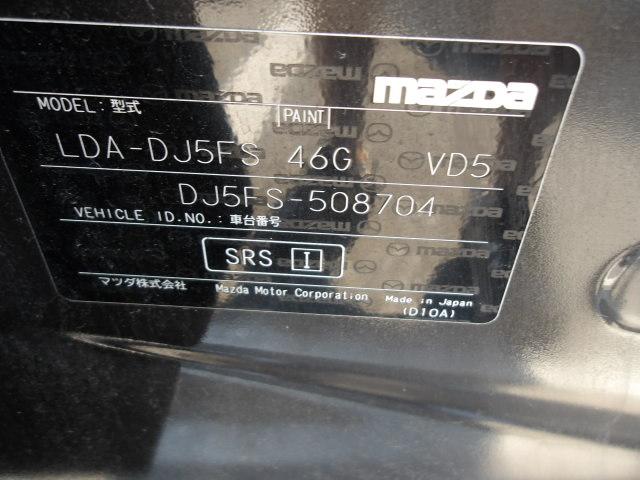 mazda
MODEL:型式 PAINT
LDA-DJ5FS 46G VD5
DJ5FS-508704
VEHICLE ID.NO.:車台番号
SRS I
マツダ株式会社 Mazda Motor Corporation Made in Japan
(D10A)